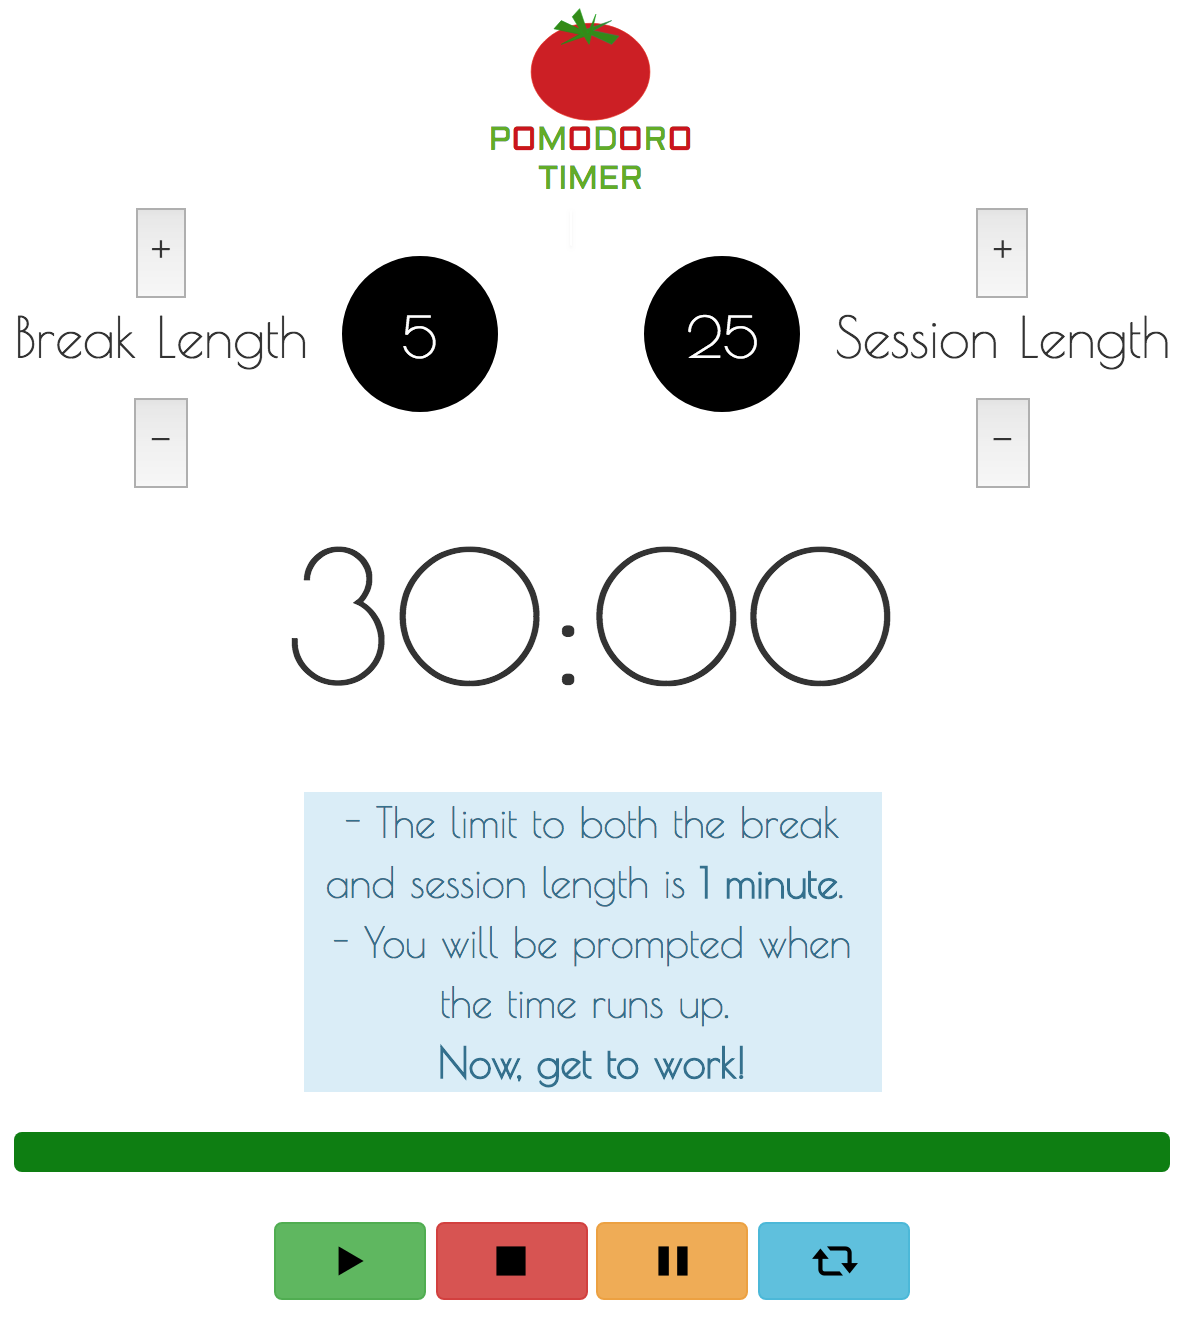 POMODORO
TIMER
+
+
Break Length
5
25
Session Length
-
-
30:00
- The limit to both the break
and session length is 1 minute.
- You will be prompted when
the time runs up.
Now, get to work!